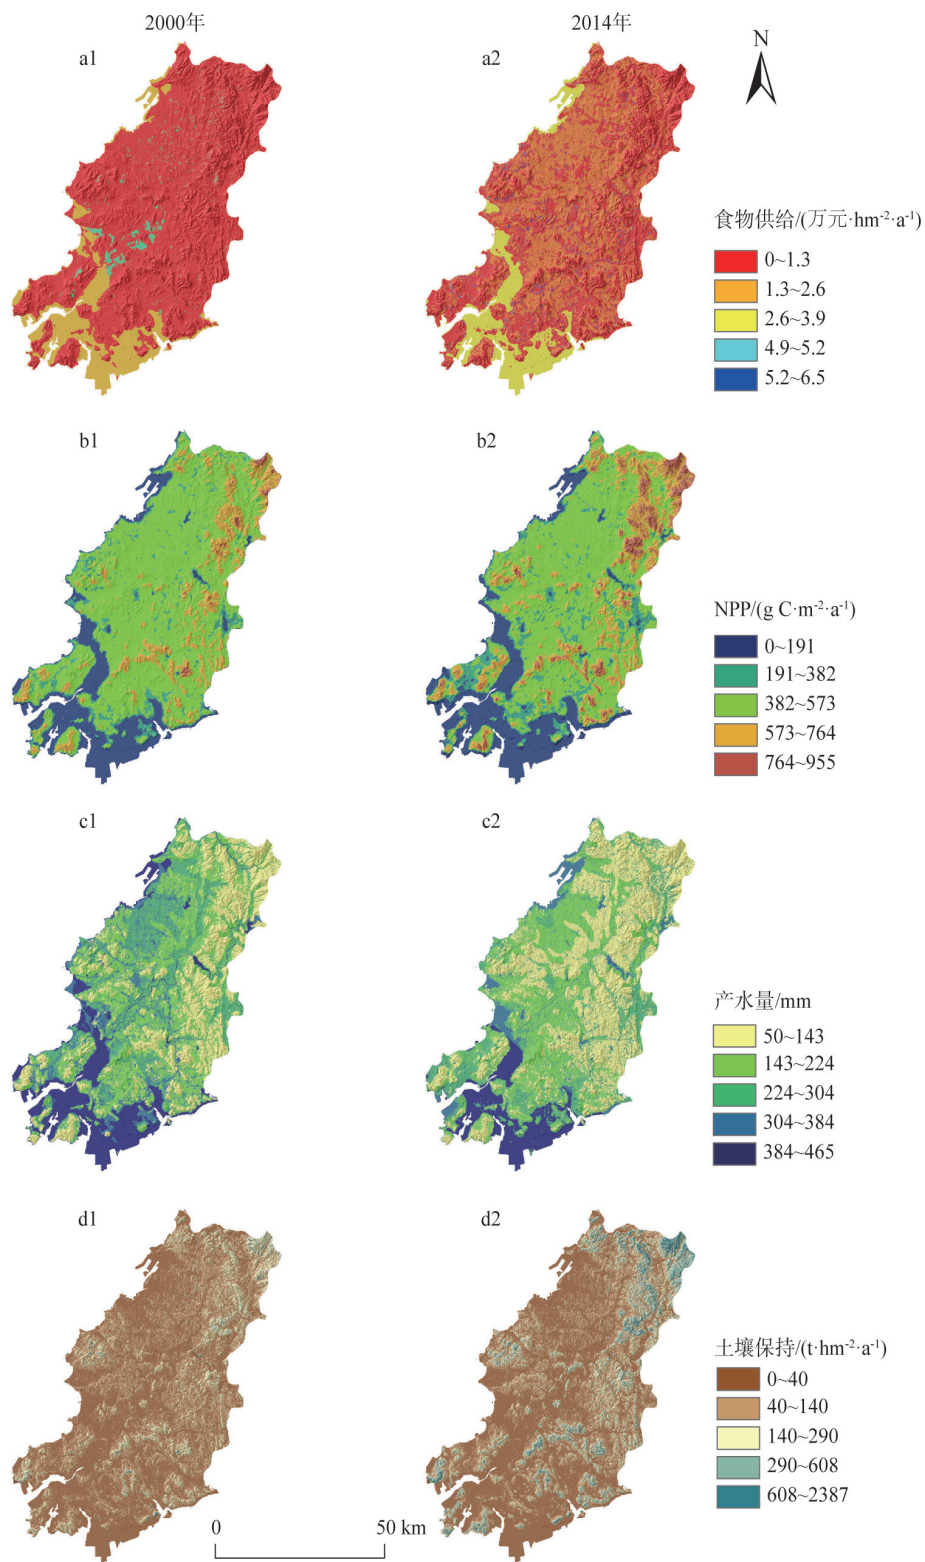 2000年
2014年
a1
a2
N
食物供给/(万元·hm⁻²·a⁻¹)
0~1.3
1.3~2.6
2.6~3.9
4.9~5.2
5.2~6.5
b1
b2
NPP/(g C·m⁻²·a⁻¹)
0~191
191~382
382~573
573~764
764~955
c1
c2
产水量/mm
50~143
143~224
224~304
304~384
384~465
d1
d2
土壤保持/(t·hm⁻²·a⁻¹)
0~40
40~140
140~290
290~608
608~2387
0
50 km